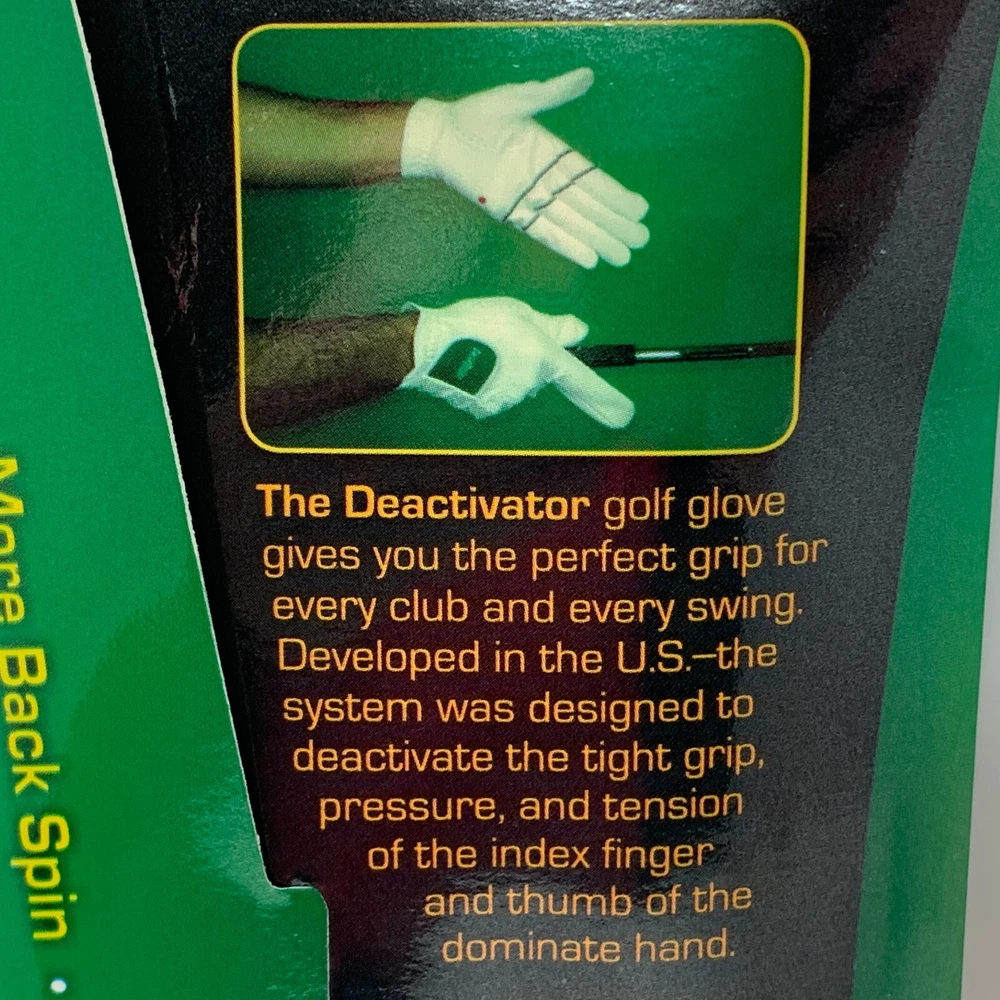 The Deactivator golf glove
gives you the perfect grip for
every club and every swing.
Developed in the U.S.–the
system was designed to
deactivate the tight grip,
pressure, and tension
of the index finger
and thumb of the
dominate hand.
More Back Spin •